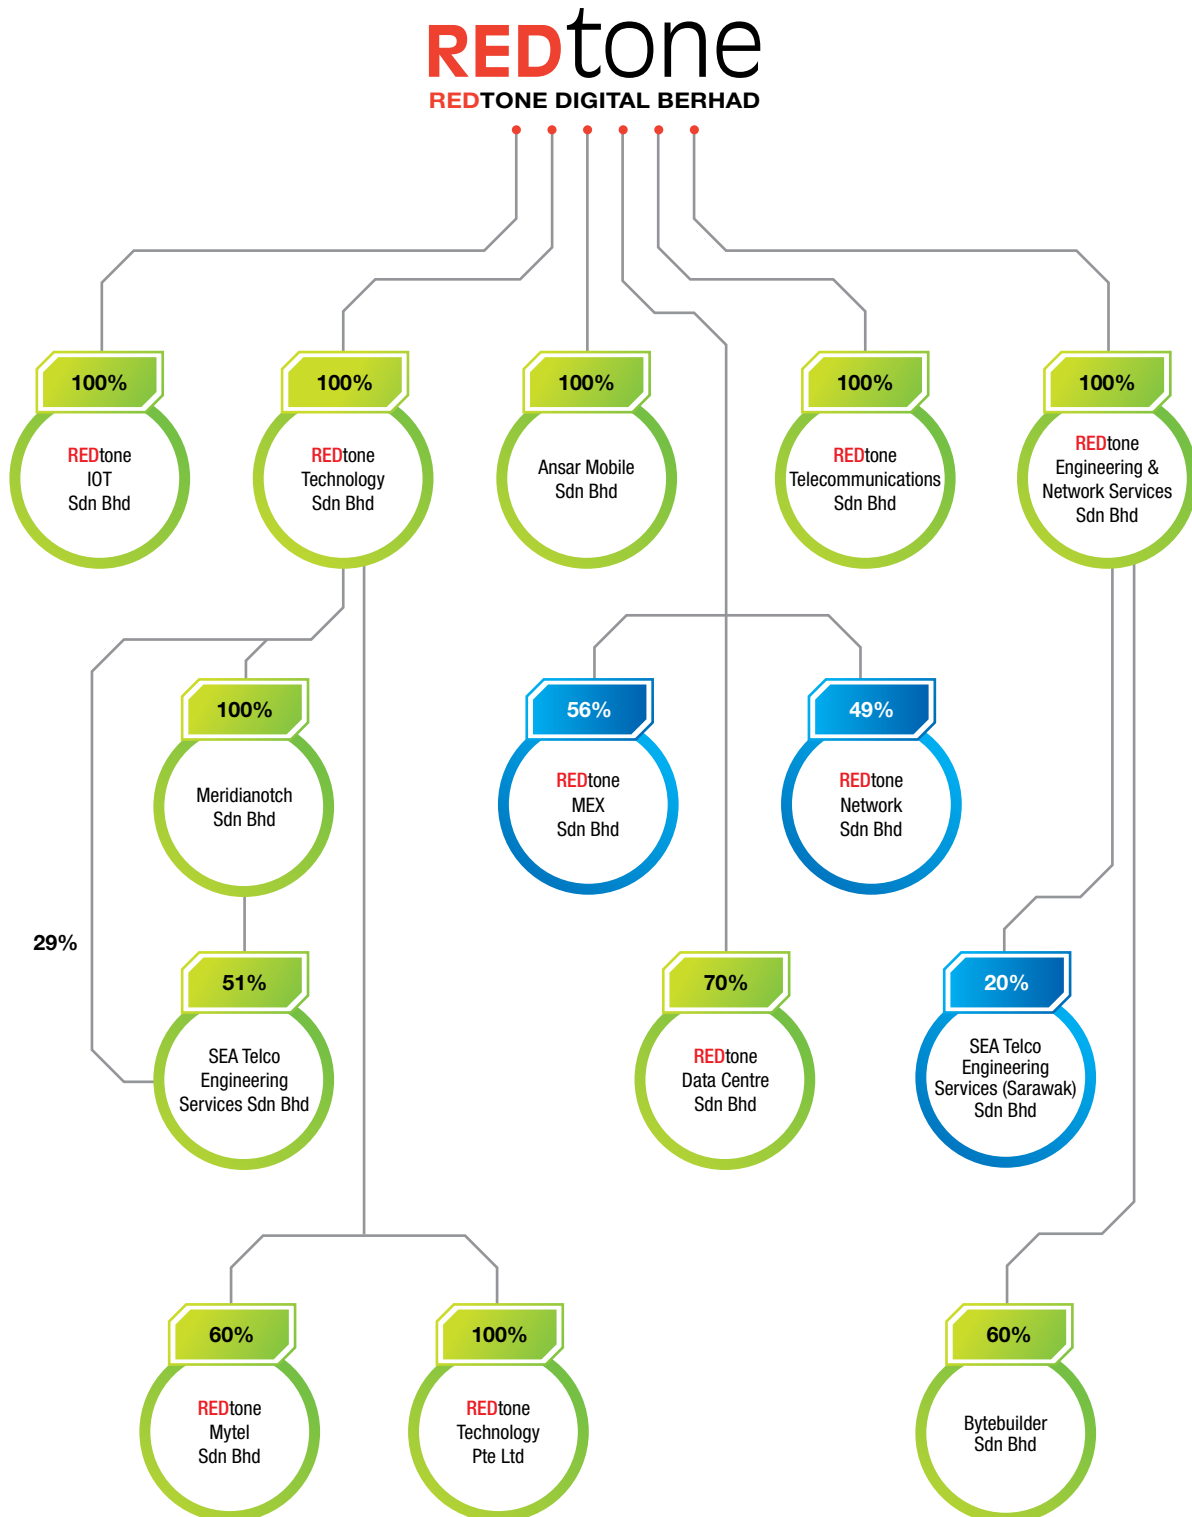 REDtone
REDTONE DIGITAL BERHAD
100%
REDtone
IOT
Sdn Bhd
100%
REDtone
Technology
Sdn Bhd
100%
Ansar Mobile
Sdn Bhd
100%
REDtone
Telecommunications
Sdn Bhd
100%
REDtone
Engineering &
Network Services
Sdn Bhd
100%
Meridianotch
Sdn Bhd
56%
REDtone
MEX
Sdn Bhd
49%
REDtone
Network
Sdn Bhd
29%
51%
SEA Telco
Engineering
Services Sdn Bhd
70%
REDtone
Data Centre
Sdn Bhd
20%
SEA Telco
Engineering
Services (Sarawak)
Sdn Bhd
60%
REDtone
Mytel
Sdn Bhd
100%
REDtone
Technology
Pte Ltd
60%
Bytebuilder
Sdn Bhd